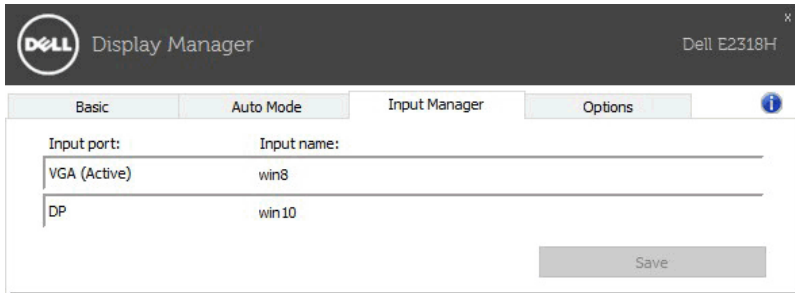 x
DELL Display Manager Dell E2318H
Basic Auto Mode Input Manager Options i
Input port: Input name:
VGA (Active) win8
DP win10
Save